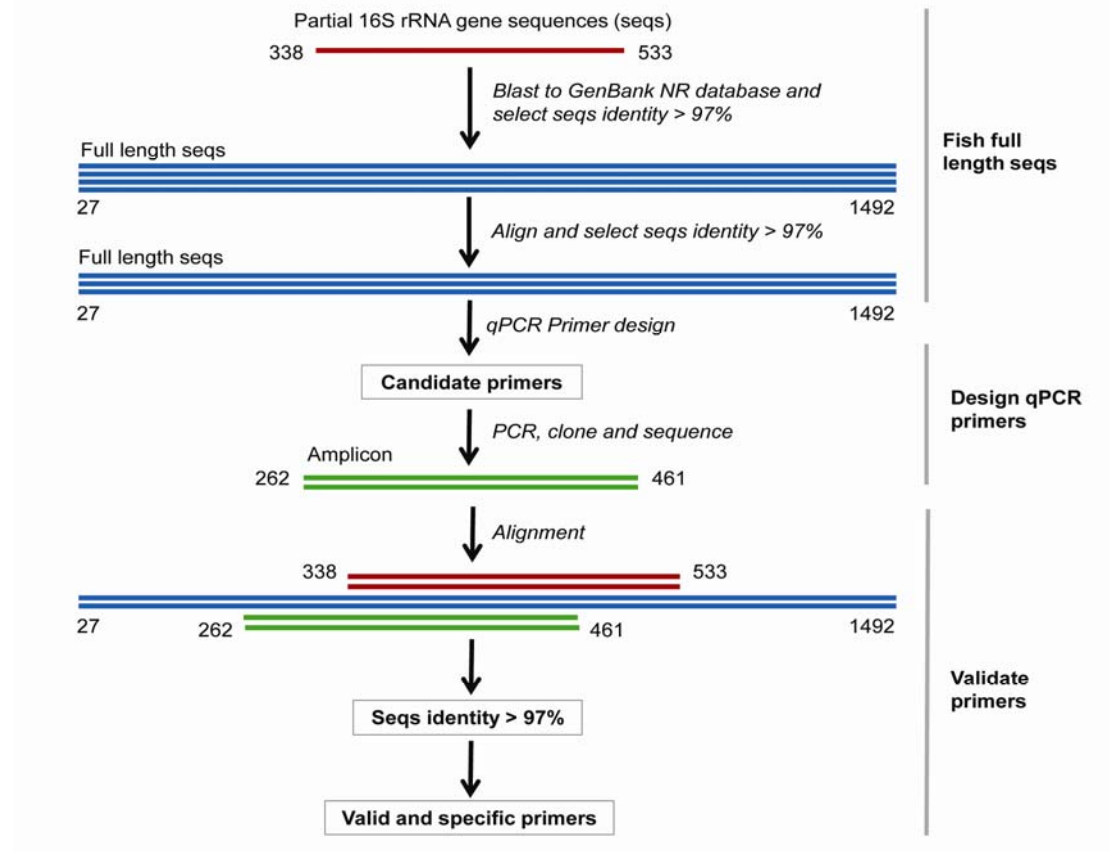 Partial 16S rRNA gene sequences (seqs)
338
533
Blast to GenBank NR database and
select seqs identity > 97%
Fish full
length seqs
Full length seqs
27
1492
Align and select seqs identity > 97%
Full length seqs
27
1492
qPCR Primer design
Candidate primers
Design qPCR
primers
PCR, clone and sequence
Amplicon
262
461
Alignment
338
533
27
262
461
1492
Validate
primers
Seqs identity > 97%
Valid and specific primers